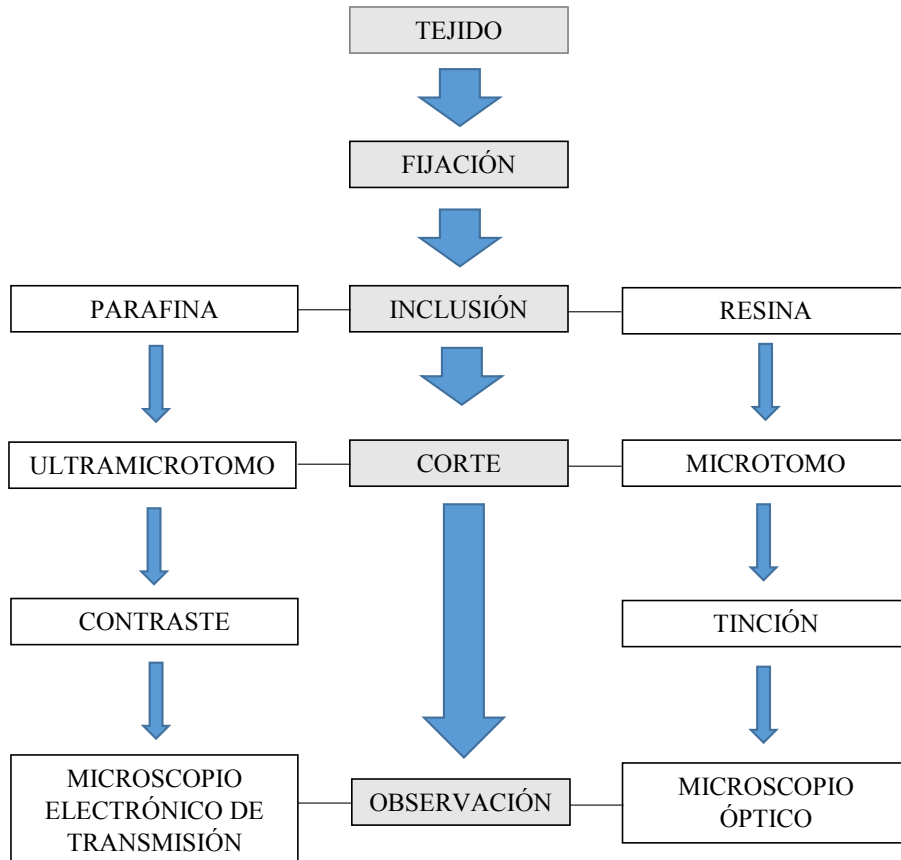 TEJIDO
FIJACIÓN
PARAFINA
INCLUSIÓN
RESINA
ULTRAMICROTOMO
CORTE
MICROTOMO
CONTRASTE
TINCIÓN
MICROSCOPIO
ELECTRÓNICO DE
TRANSMISIÓN
OBSERVACIÓN
MICROSCOPIO
ÓPTICO